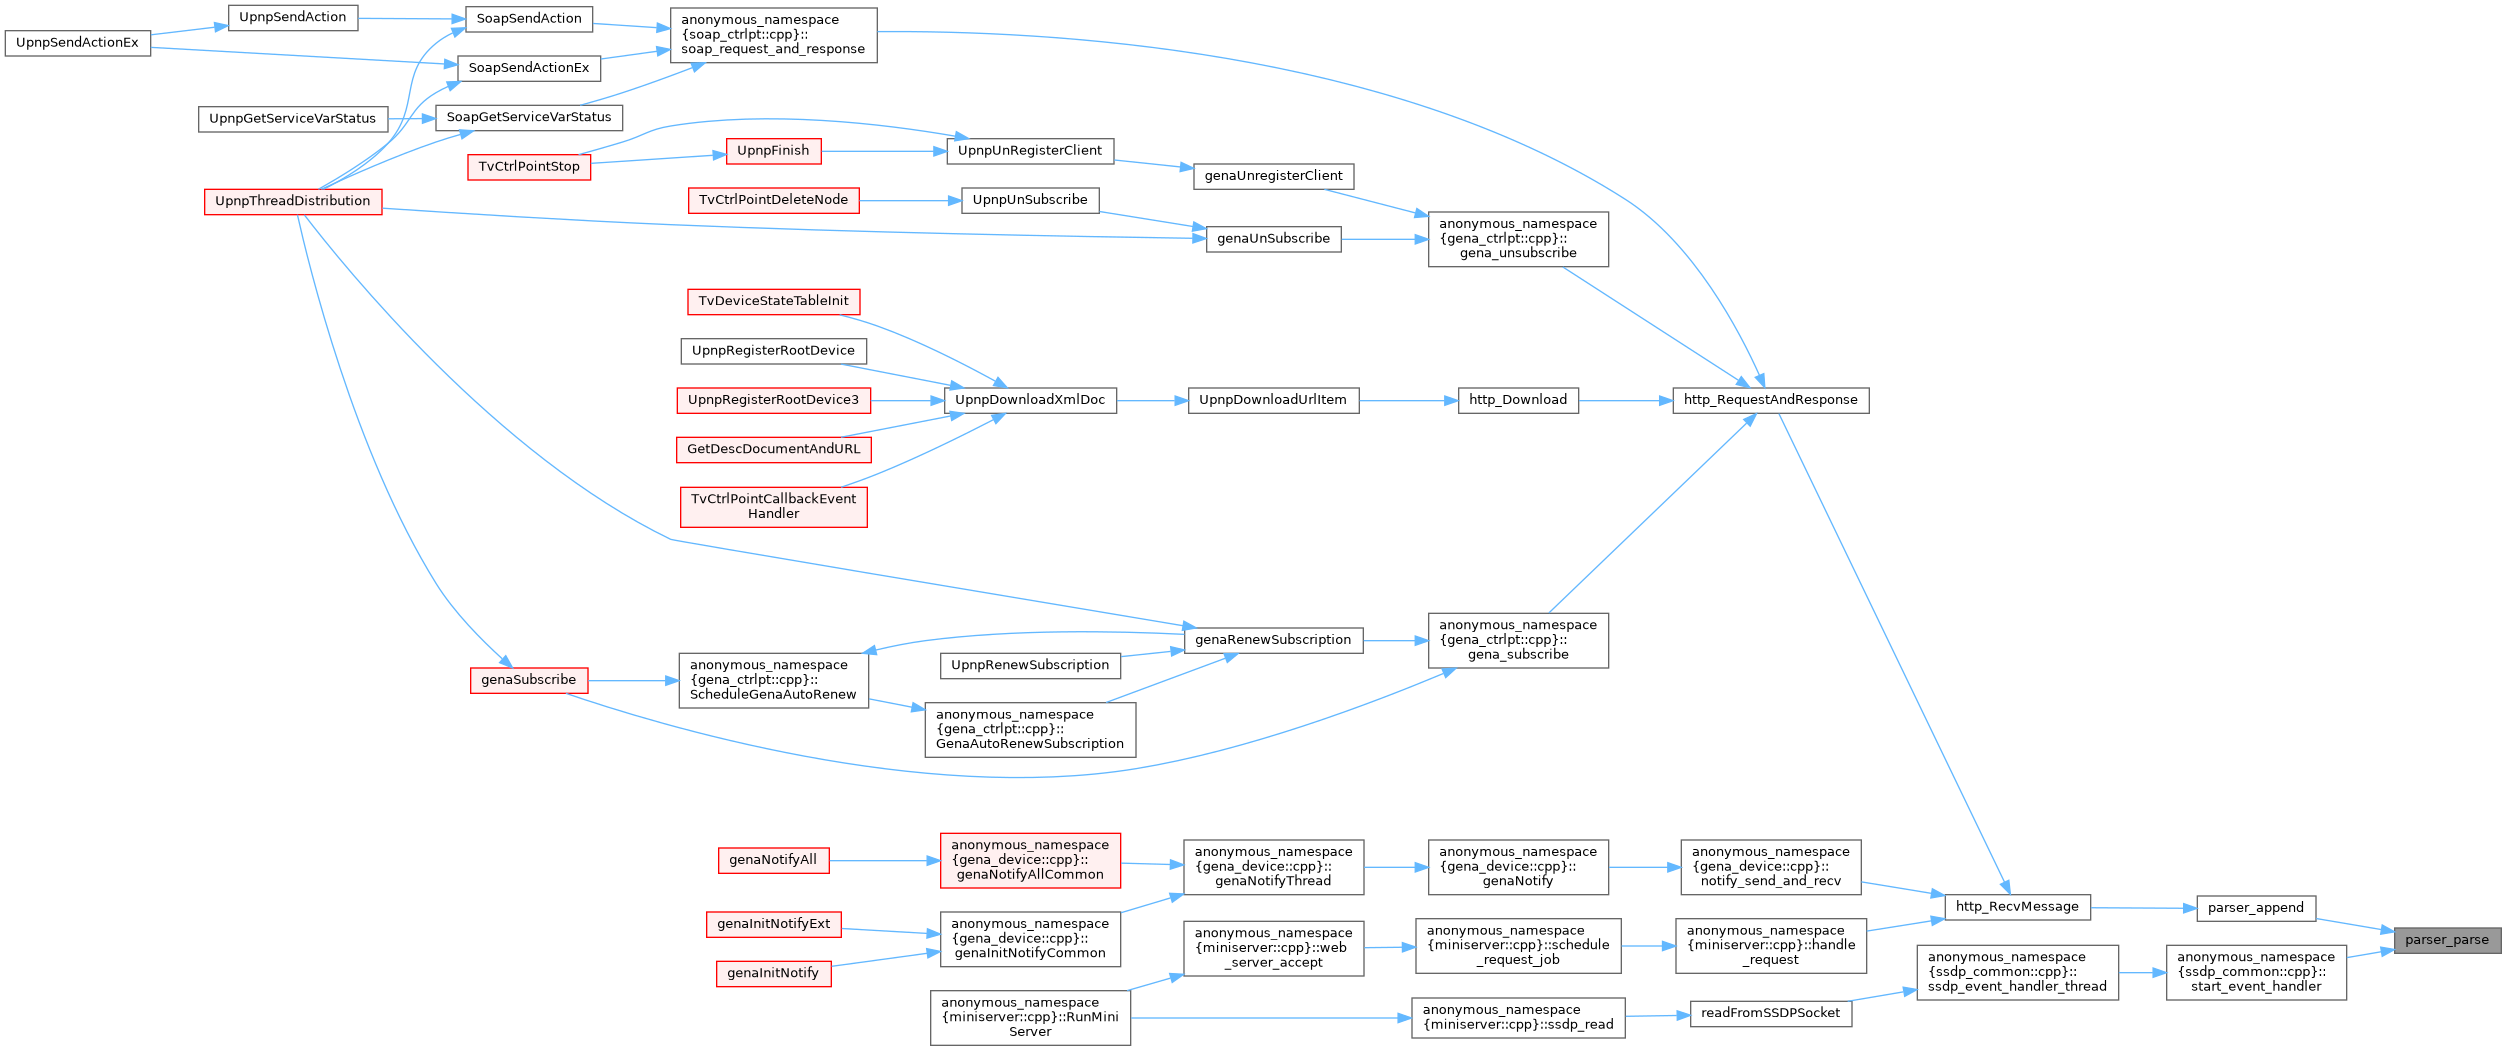 UpnpSendActionEx
UpnpSendAction
SoapSendAction
anonymous_namespace
{soap_ctrlpt::cpp}::
soap_request_and_response
SoapSendActionEx
UpnpGetServiceVarStatus
SoapGetServiceVarStatus
UpnpThreadDistribution
TvCtrlPointStop
UpnpFinish
UpnpUnRegisterClient
genaUnregisterClient
TvCtrlPointDeleteNode
UpnpUnSubscribe
genaUnSubscribe
anonymous_namespace
{gena_ctrlpt::cpp}::
gena_unsubscribe
TvDeviceStateTableInit
UpnpRegisterRootDevice
UpnpRegisterRootDevice3
GetDescDocumentAndURL
TvCtrlPointCallbackEvent
Handler
UpnpDownloadXmlDoc
UpnpDownloadUrlItem
http_Download
http_RequestAndResponse
genaSubscribe
anonymous_namespace
{gena_ctrlpt::cpp}::
ScheduleGenaAutoRenew
genaRenewSubscription
UpnpRenewSubscription
anonymous_namespace
{gena_ctrlpt::cpp}::
GenaAutoRenewSubscription
anonymous_namespace
{gena_ctrlpt::cpp}::
gena_subscribe
genaNotifyAll
anonymous_namespace
{gena_device::cpp}::
genaNotifyAllCommon
anonymous_namespace
{gena_device::cpp}::
genaNotifyThread
anonymous_namespace
{gena_device::cpp}::
genaNotify
anonymous_namespace
{gena_device::cpp}::
notify_send_and_recv
http_RecvMessage
parser_append
parser_parse
genaInitNotifyExt
genaInitNotify
anonymous_namespace
{gena_device::cpp}::
genaInitNotifyCommon
anonymous_namespace
{miniserver::cpp}::web
_server_accept
anonymous_namespace
{miniserver::cpp}::schedule
_request_job
anonymous_namespace
{miniserver::cpp}::handle
_request
anonymous_namespace
{ssdp_common::cpp}::
ssdp_event_handler_thread
anonymous_namespace
{ssdp_common::cpp}::
start_event_handler
anonymous_namespace
{miniserver::cpp}::RunMini
Server
anonymous_namespace
{miniserver::cpp}::ssdp_read
readFromSSDPSocket